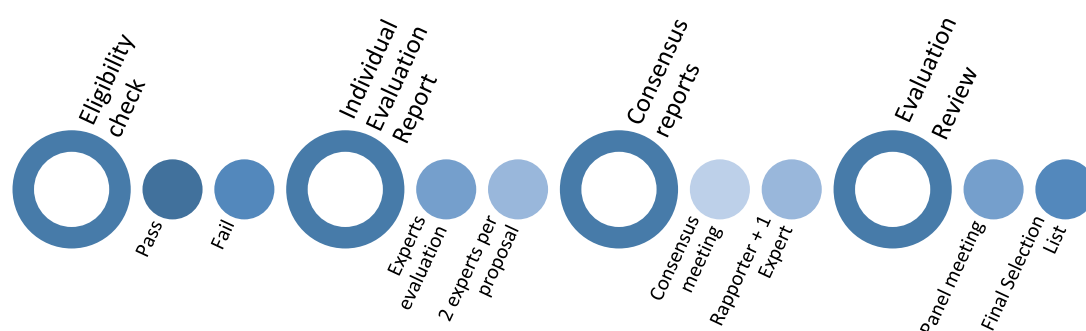 Eligibility
check
Pass
Fail
Individual
Evaluation
Report
Experts
evaluation
2 experts per
proposal
Consensus
reports
Consensus
meeting
Rapporter + 1
Expert
Evaluation
Review
Panel meeting
Final Selection
List